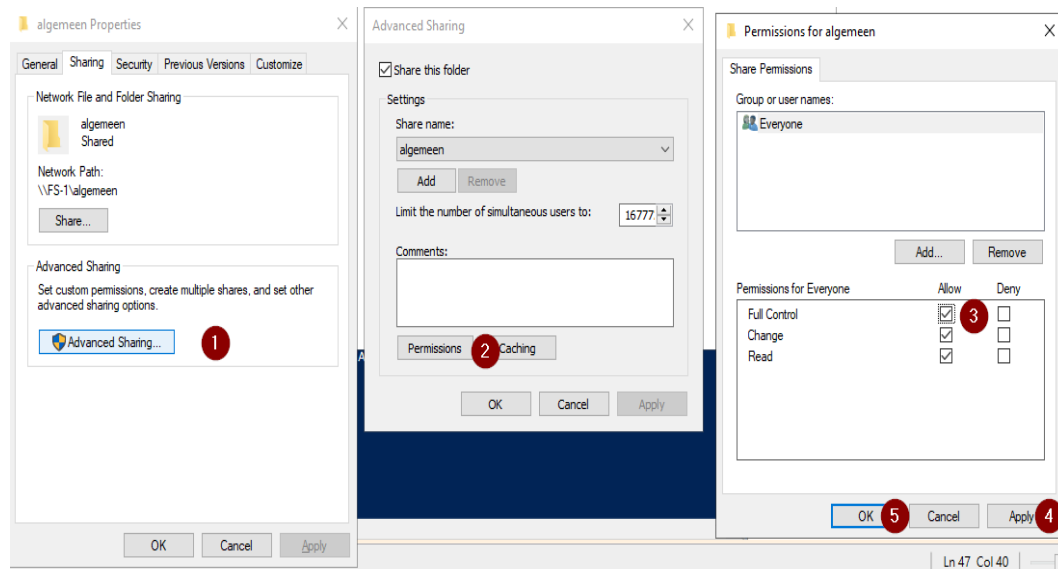 algemeen Properties
General Sharing Security Previous Versions Customize
Network File and Folder Sharing
algemeen
Shared
Network Path:
\\FS-1\algemeen
Share...
Advanced Sharing
Set custom permissions, create multiple shares, and set other
advanced sharing options.
Advanced Sharing...
1
OK Cancel Apply
Advanced Sharing
Share this folder
Settings
Share name:
algemeen
Add Remove
Limit the number of simultaneous users to: 16777
Comments:
Permissions 2 Caching
OK Cancel Apply
A
Permissions for algemeen
Share Permissions
Group or user names:
Everyone
Add... Remove
Permissions for Everyone Allow Deny
Full Control 3
Change
Read
OK 5 Cancel Apply 4
Ln 47 Col 40